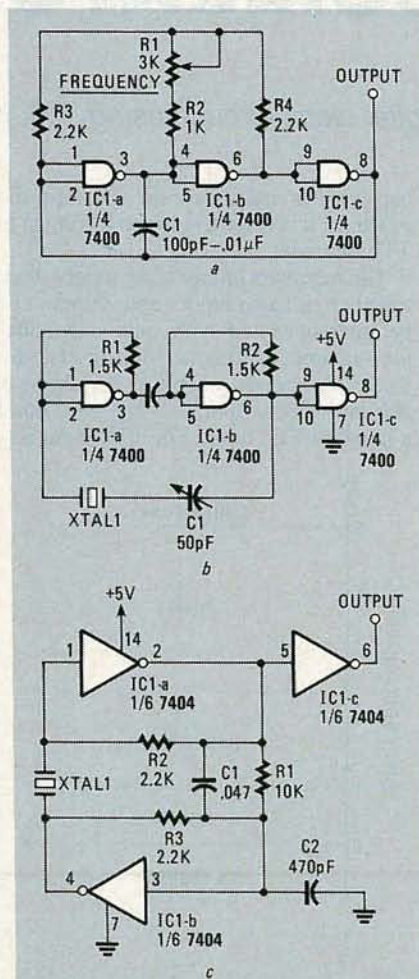 R1
3K
OUTPUT
FREQUENCY
R3
2.2K
R2
1K
R4
2.2K
1
2
3
4
5
6
9
10
8
IC1-a
1/4
7400
IC1-b
1/4 7400
IC1-c
1/4
7400
C1
100pF–.01µF
a
OUTPUT
R1
1.5K
R2
1.5K
+5V
1
2
3
4
5
6
9
10
14
8
7
IC1-a
1/4 7400
IC1-b
1/4 7400
IC1-c
1/4
7400
XTAL1
C1
50pF
b
+5V
OUTPUT
1
14
2
5
6
IC1-a
1/6 7404
IC1-c
1/6 7404
XTAL1
R2
2.2K
C1
.047
R1
10K
R3
2.2K
C2
470pF
4
3
7
IC1-b
1/6 7404
c